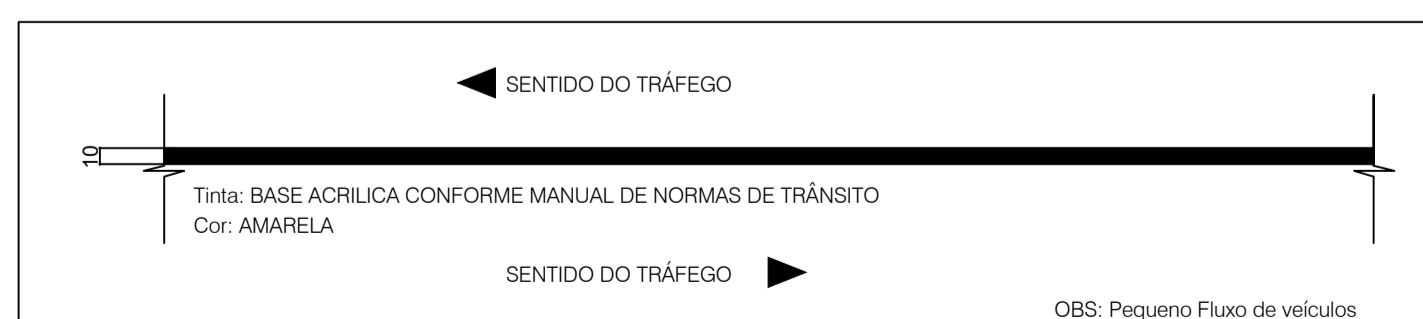 SENTIDO DO TRÁFEGO
10
Tinta: BASE ACRILICA CONFORME MANUAL DE NORMAS DE TRÂNSITO
Cor: AMARELA
SENTIDO DO TRÁFEGO
OBS: Pequeno Fluxo de veículos